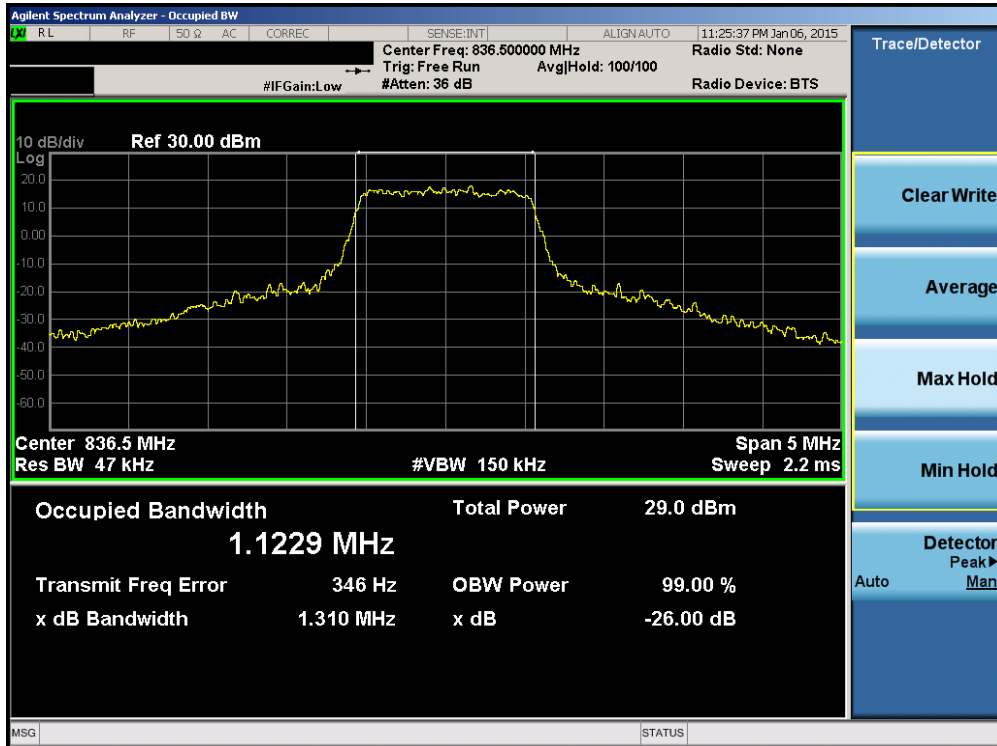 Agilent Spectrum Analyzer - Occupied BW
LXI RL RF 50 Ω AC CORREC SENSE:INT ALIGN AUTO 11:25:37 PM Jan 06, 2015
Center Freq: 836.500000 MHz Radio Std: None
Trig: Free Run Avg|Hold: 100/100
#IFGain:Low #Atten: 36 dB Radio Device: BTS
10 dB/div Ref 30.00 dBm
Log
20.0
10.0
0.00
-10.0
-20.0
-30.0
-40.0
-50.0
-60.0
Center 836.5 MHz Span 5 MHz
Res BW 47 kHz #VBW 150 kHz Sweep 2.2 ms
Occupied Bandwidth Total Power 29.0 dBm
1.1229 MHz
Transmit Freq Error 346 Hz OBW Power 99.00 %
x dB Bandwidth 1.310 MHz x dB -26.00 dB
MSG STATUS
Trace/Detector
Clear Write
Average
Max Hold
Min Hold
Detector
Peak▶
Auto Man